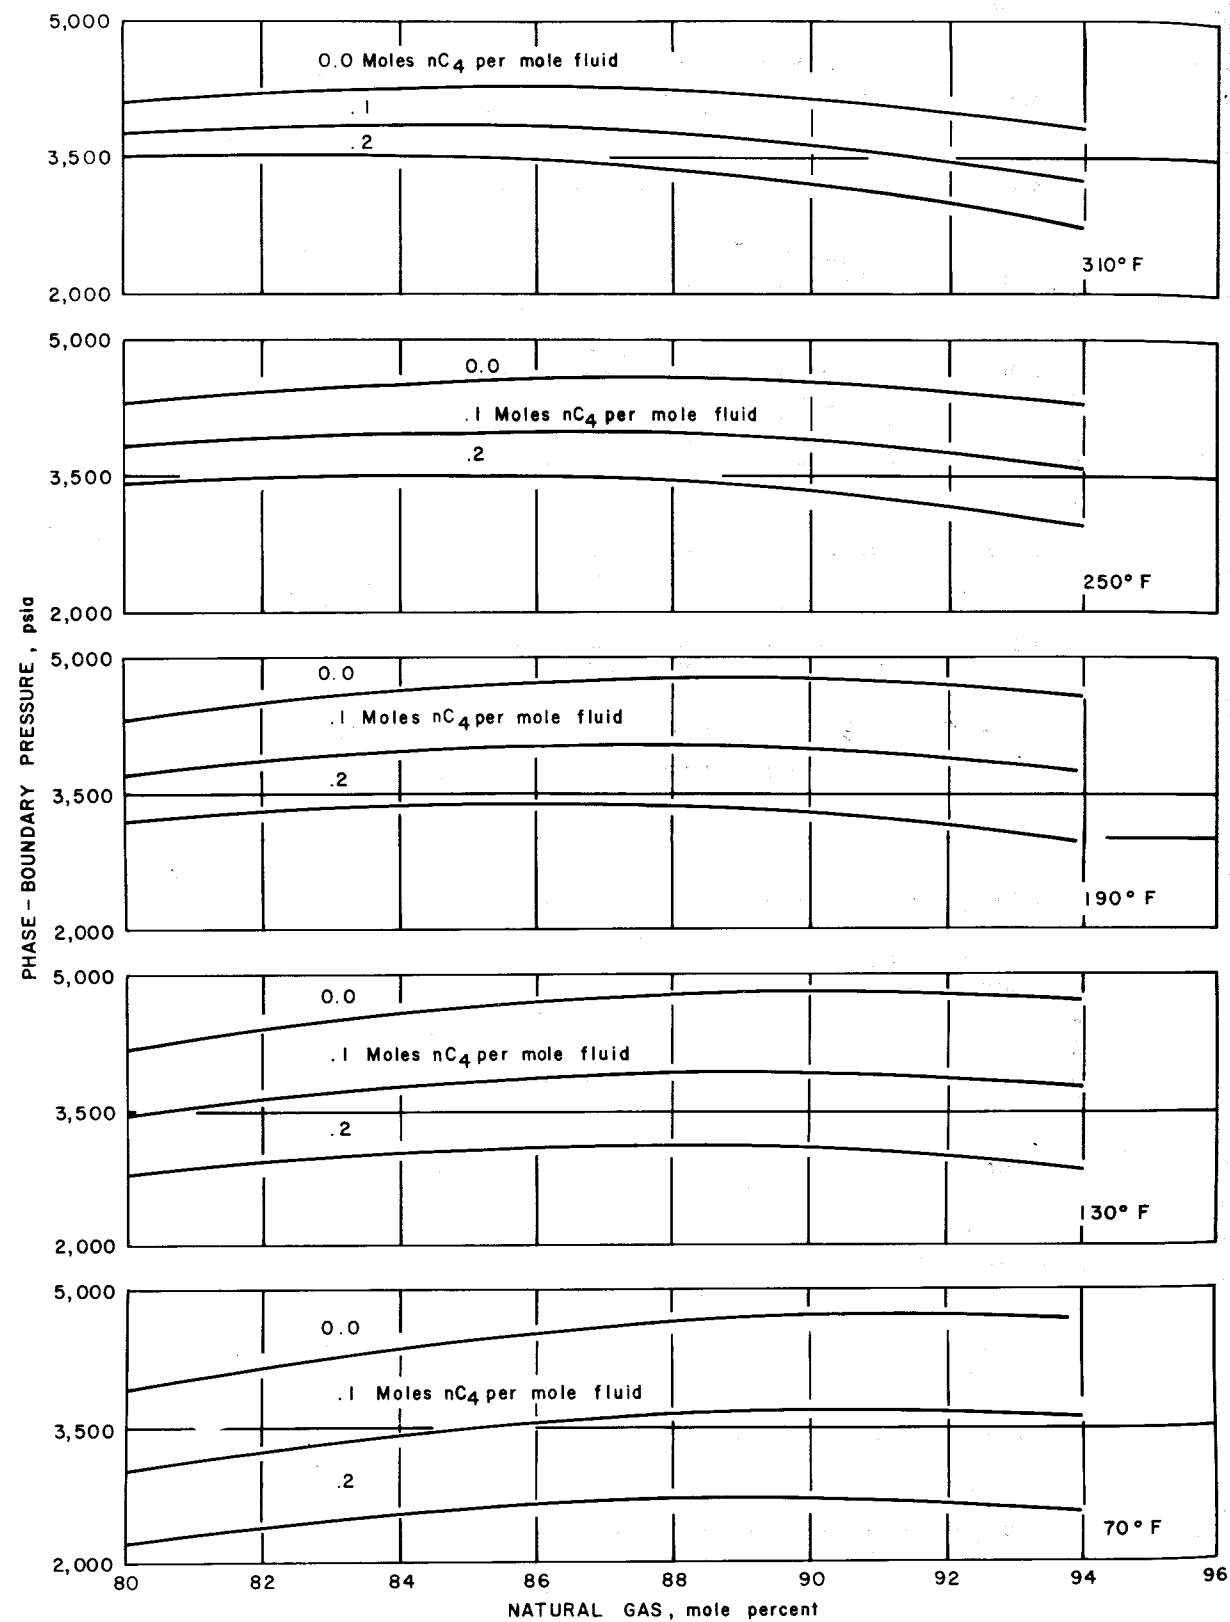 5,000
0.0 Moles nC4 per mole fluid
.1
.2
3,500
310° F
2,000
5,000
0.0
.1 Moles nC4 per mole fluid
.2
3,500
250° F
2,000
PHASE-BOUNDARY PRESSURE, psia
5,000
0.0
.1 Moles nC4 per mole fluid
.2
3,500
190° F
2,000
5,000
0.0
.1 Moles nC4 per mole fluid
3,500
.2
130° F
2,000
5,000
0.0
.1 Moles nC4 per mole fluid
3,500
.2
70° F
2,000
80 82 84 86 88 90 92 94 96
NATURAL GAS, mole percent